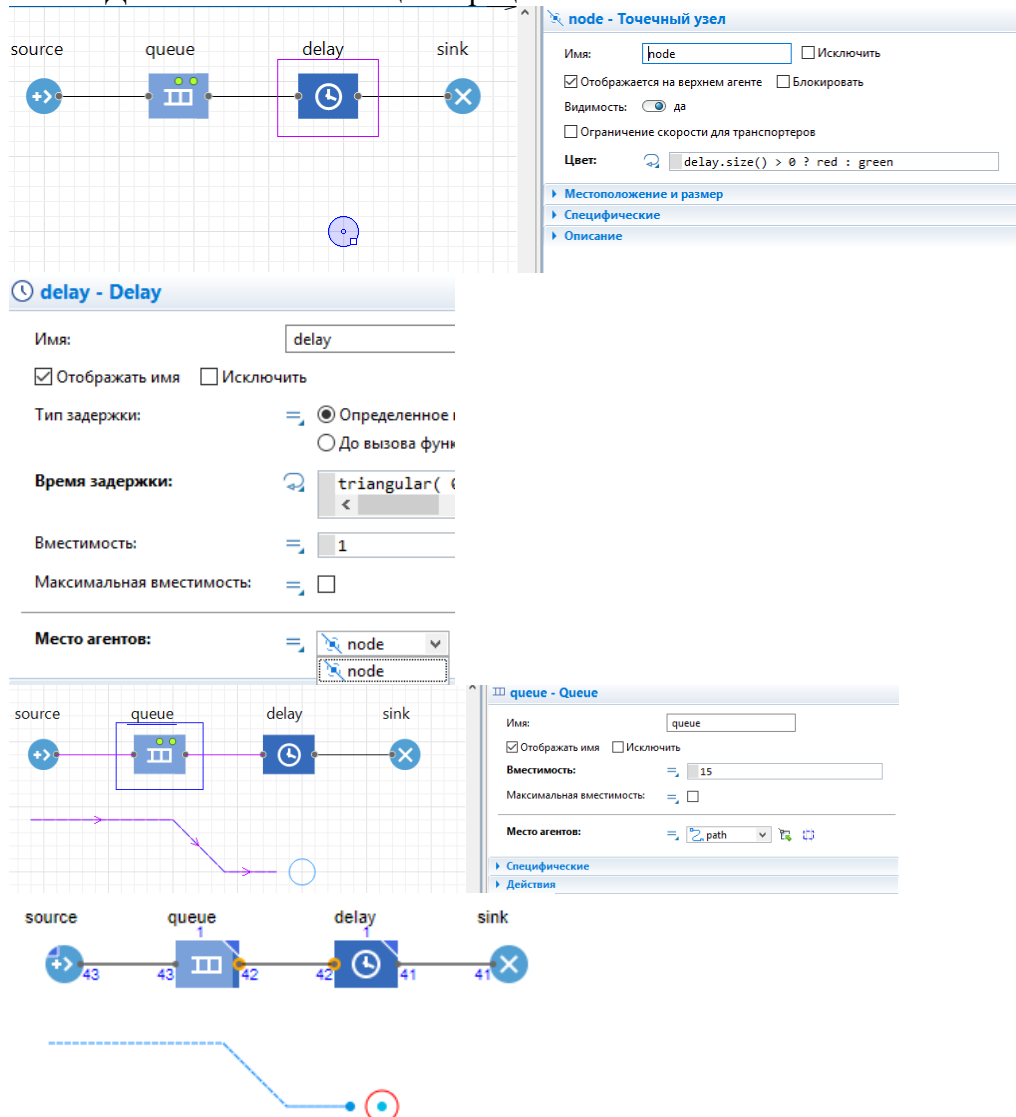 source queue delay sink
node - Точечный узел
Имя: node Исключить
Отображается на верхнем агенте Блокировать
Видимость: да
Ограничение скорости для транспортеров
Цвет: delay.size() > 0 ? red : green
Местоположение и размер
Специфические
Описание
delay - Delay
Имя: delay
Отображать имя Исключить
Тип задержки: Определенное
До вызова
Время задержки: triangular(
Вместимость: 1
Максимальная вместимость:
Место агентов: node
node
source queue delay sink
queue - Queue
Имя: queue
Отображать имя Исключить
Вместимость: 15
Максимальная вместимость:
Место агентов: path
Специфические
Действия
source queue delay sink
1 1
43 43 42 42 41 41